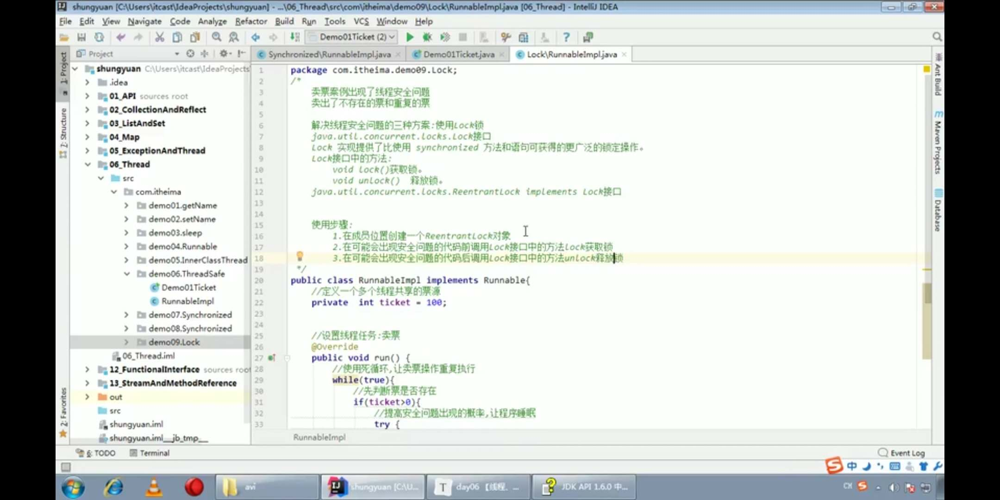 shungyuan [C:\Users\itcast\IdeaProjects\shungyuan] - ...\06_Thread\src\com\itheima\demo09\Lock\RunnableImpl.java [06_Thread] - IntelliJ IDEA
File Edit View Navigate Code Analyze Refactor Build Run Tools VCS Window Help
Demo01Ticket (2)
Project
Synchronized\RunnableImpl.java
Demo01Ticket.java
Lock\RunnableImpl.java
1: Project
7: Structure
2: Favorites
shungyuan C:\Users\itcast\IdeaProjects
.idea
01_API sources root
02_CollectionAndReflect
03_ListAndSet
04_Map
05_ExceptionAndThread
06_Thread
src
com.itheima
demo01.getName
demo02.setName
demo03.sleep
demo04.Runnable
demo05.InnerClassThread
demo06.ThreadSafe
Demo01Ticket
RunnableImpl
demo07.Synchronized
demo08.Synchronized
demo09.Lock
06_Thread.iml
12_FunctionalInterface sources root
13_StreamAndMethodReference
out
src
shungyuan.iml
shungyuan.iml__jb_tmp__
1 package com.itheima.demo09.Lock;
2 /*
3 卖票案例出现了线程安全问题
4 卖出了不存在的票和重复的票
5
6 解决线程安全问题的三种方案:使用Lock锁
7 java.util.concurrent.locks.Lock接口
8 Lock 实现提供了比使用 synchronized 方法和语句可获得的更广泛的锁定操作。
9 Lock接口中的方法:
10 void lock()获取锁。
11 void unlock() 释放锁。
12 java.util.concurrent.locks.ReentrantLock implements Lock接口
13
14
15 使用步骤:
16 1.在成员位置创建一个ReentrantLock对象
17 2.在可能会出现安全问题的代码前调用Lock接口中的方法lock获取锁
18 3.在可能会出现安全问题的代码后调用Lock接口中的方法unlock释放锁
19 */
20 public class RunnableImpl implements Runnable{
21 //定义一个多个线程共享的票源
22 private int ticket = 100;
23
24
25 //设置线程任务:卖票
26 @Override
27 public void run() {
28 //使用死循环,让卖票操作重复执行
29 while(true){
30 //先判断票是否存在
31 if(ticket>0){
32 //提高安全问题出现的概率,让程序睡眠
33 try {
RunnableImpl
Ant Build
Maven Projects
Database
6: TODO
Terminal
Event Log
中
avi
shungyuan [C:\U...
day06 【线程、...
JDK API 1.6.0 中...
CH